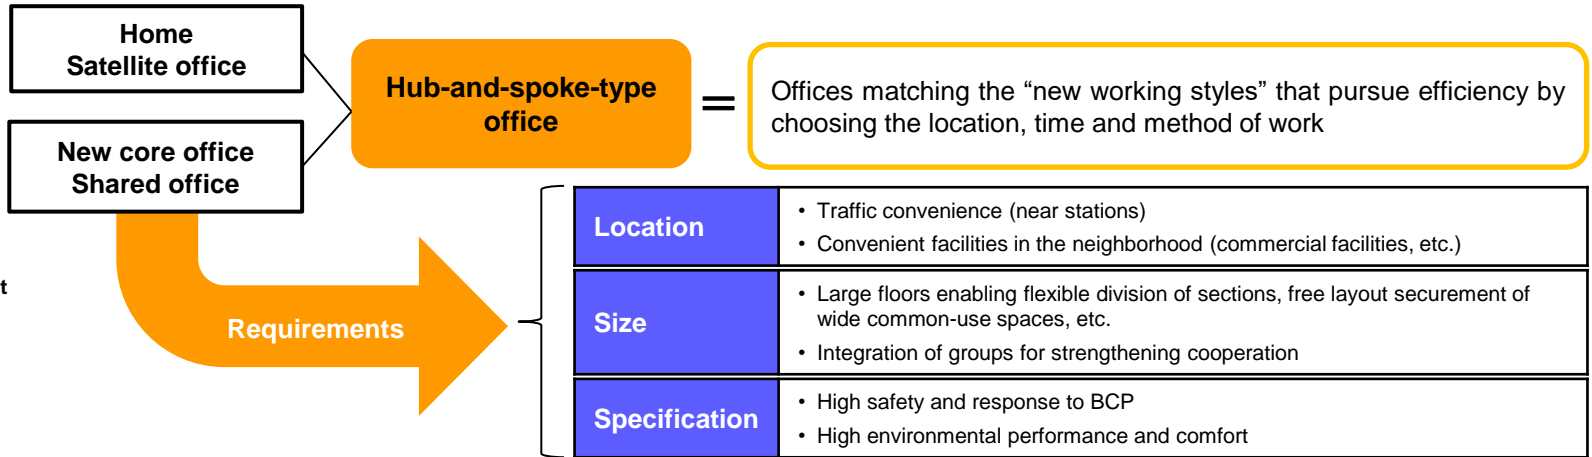 Home
Satellite office
Hub-and-spoke-type
office
=
Offices matching the “new working styles” that pursue efficiency by
choosing the location, time and method of work
New core office
Shared office
t
Requirements
Location
• Traffic convenience (near stations)
• Convenient facilities in the neighborhood (commercial facilities, etc.)
Size
• Large floors enabling flexible division of sections, free layout securement of
wide common-use spaces, etc.
• Integration of groups for strengthening cooperation
Specification
• High safety and response to BCP
• High environmental performance and comfort